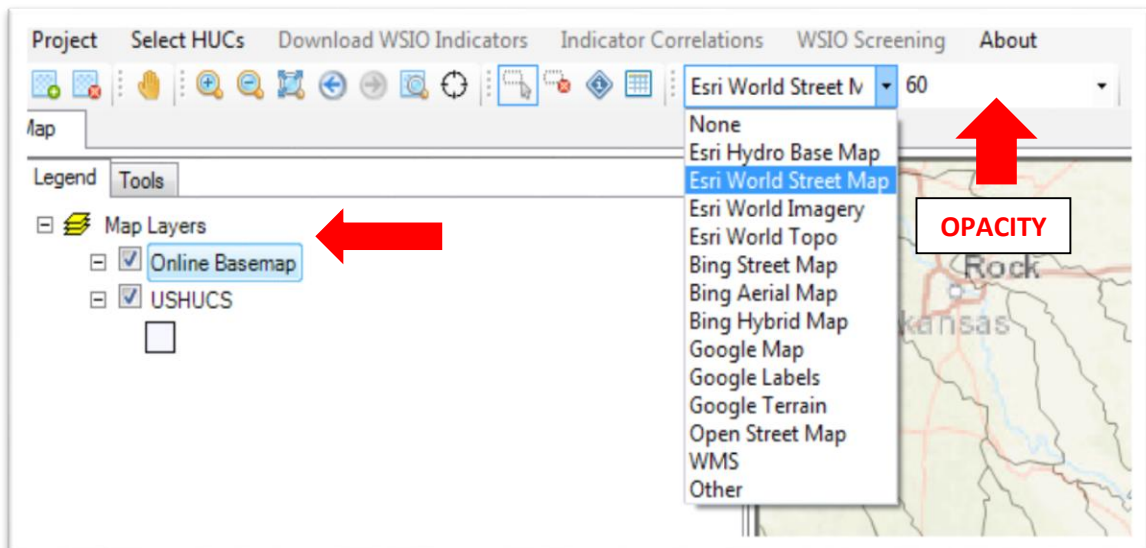 Project Select HUCs Download WSIO Indicators Indicator Correlations WSIO Screening About
Esri World Street M 60
Map
Legend Tools
Map Layers
Online Basemap
USHUCS
None
Esri Hydro Base Map
Esri World Street Map
Esri World Imagery
Esri World Topo
Bing Street Map
Bing Aerial Map
Bing Hybrid Map
Google Map
Google Labels
Google Terrain
Open Street Map
WMS
Other
OPACITY
Rock
kansas